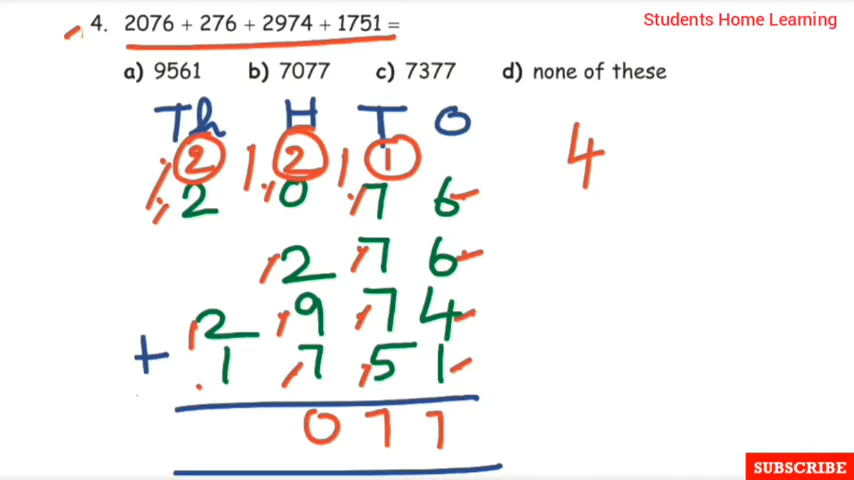 Students Home Learning
4. 2076 + 276 + 2974 + 1751 =
a) 9561 b) 7077 c) 7377 d) none of these
Th H T O
2 2 1
4
2 0 7 6
2 7 6
2 9 7 4
+ 1 7 5 1
0 7 7
SUBSCRIBE